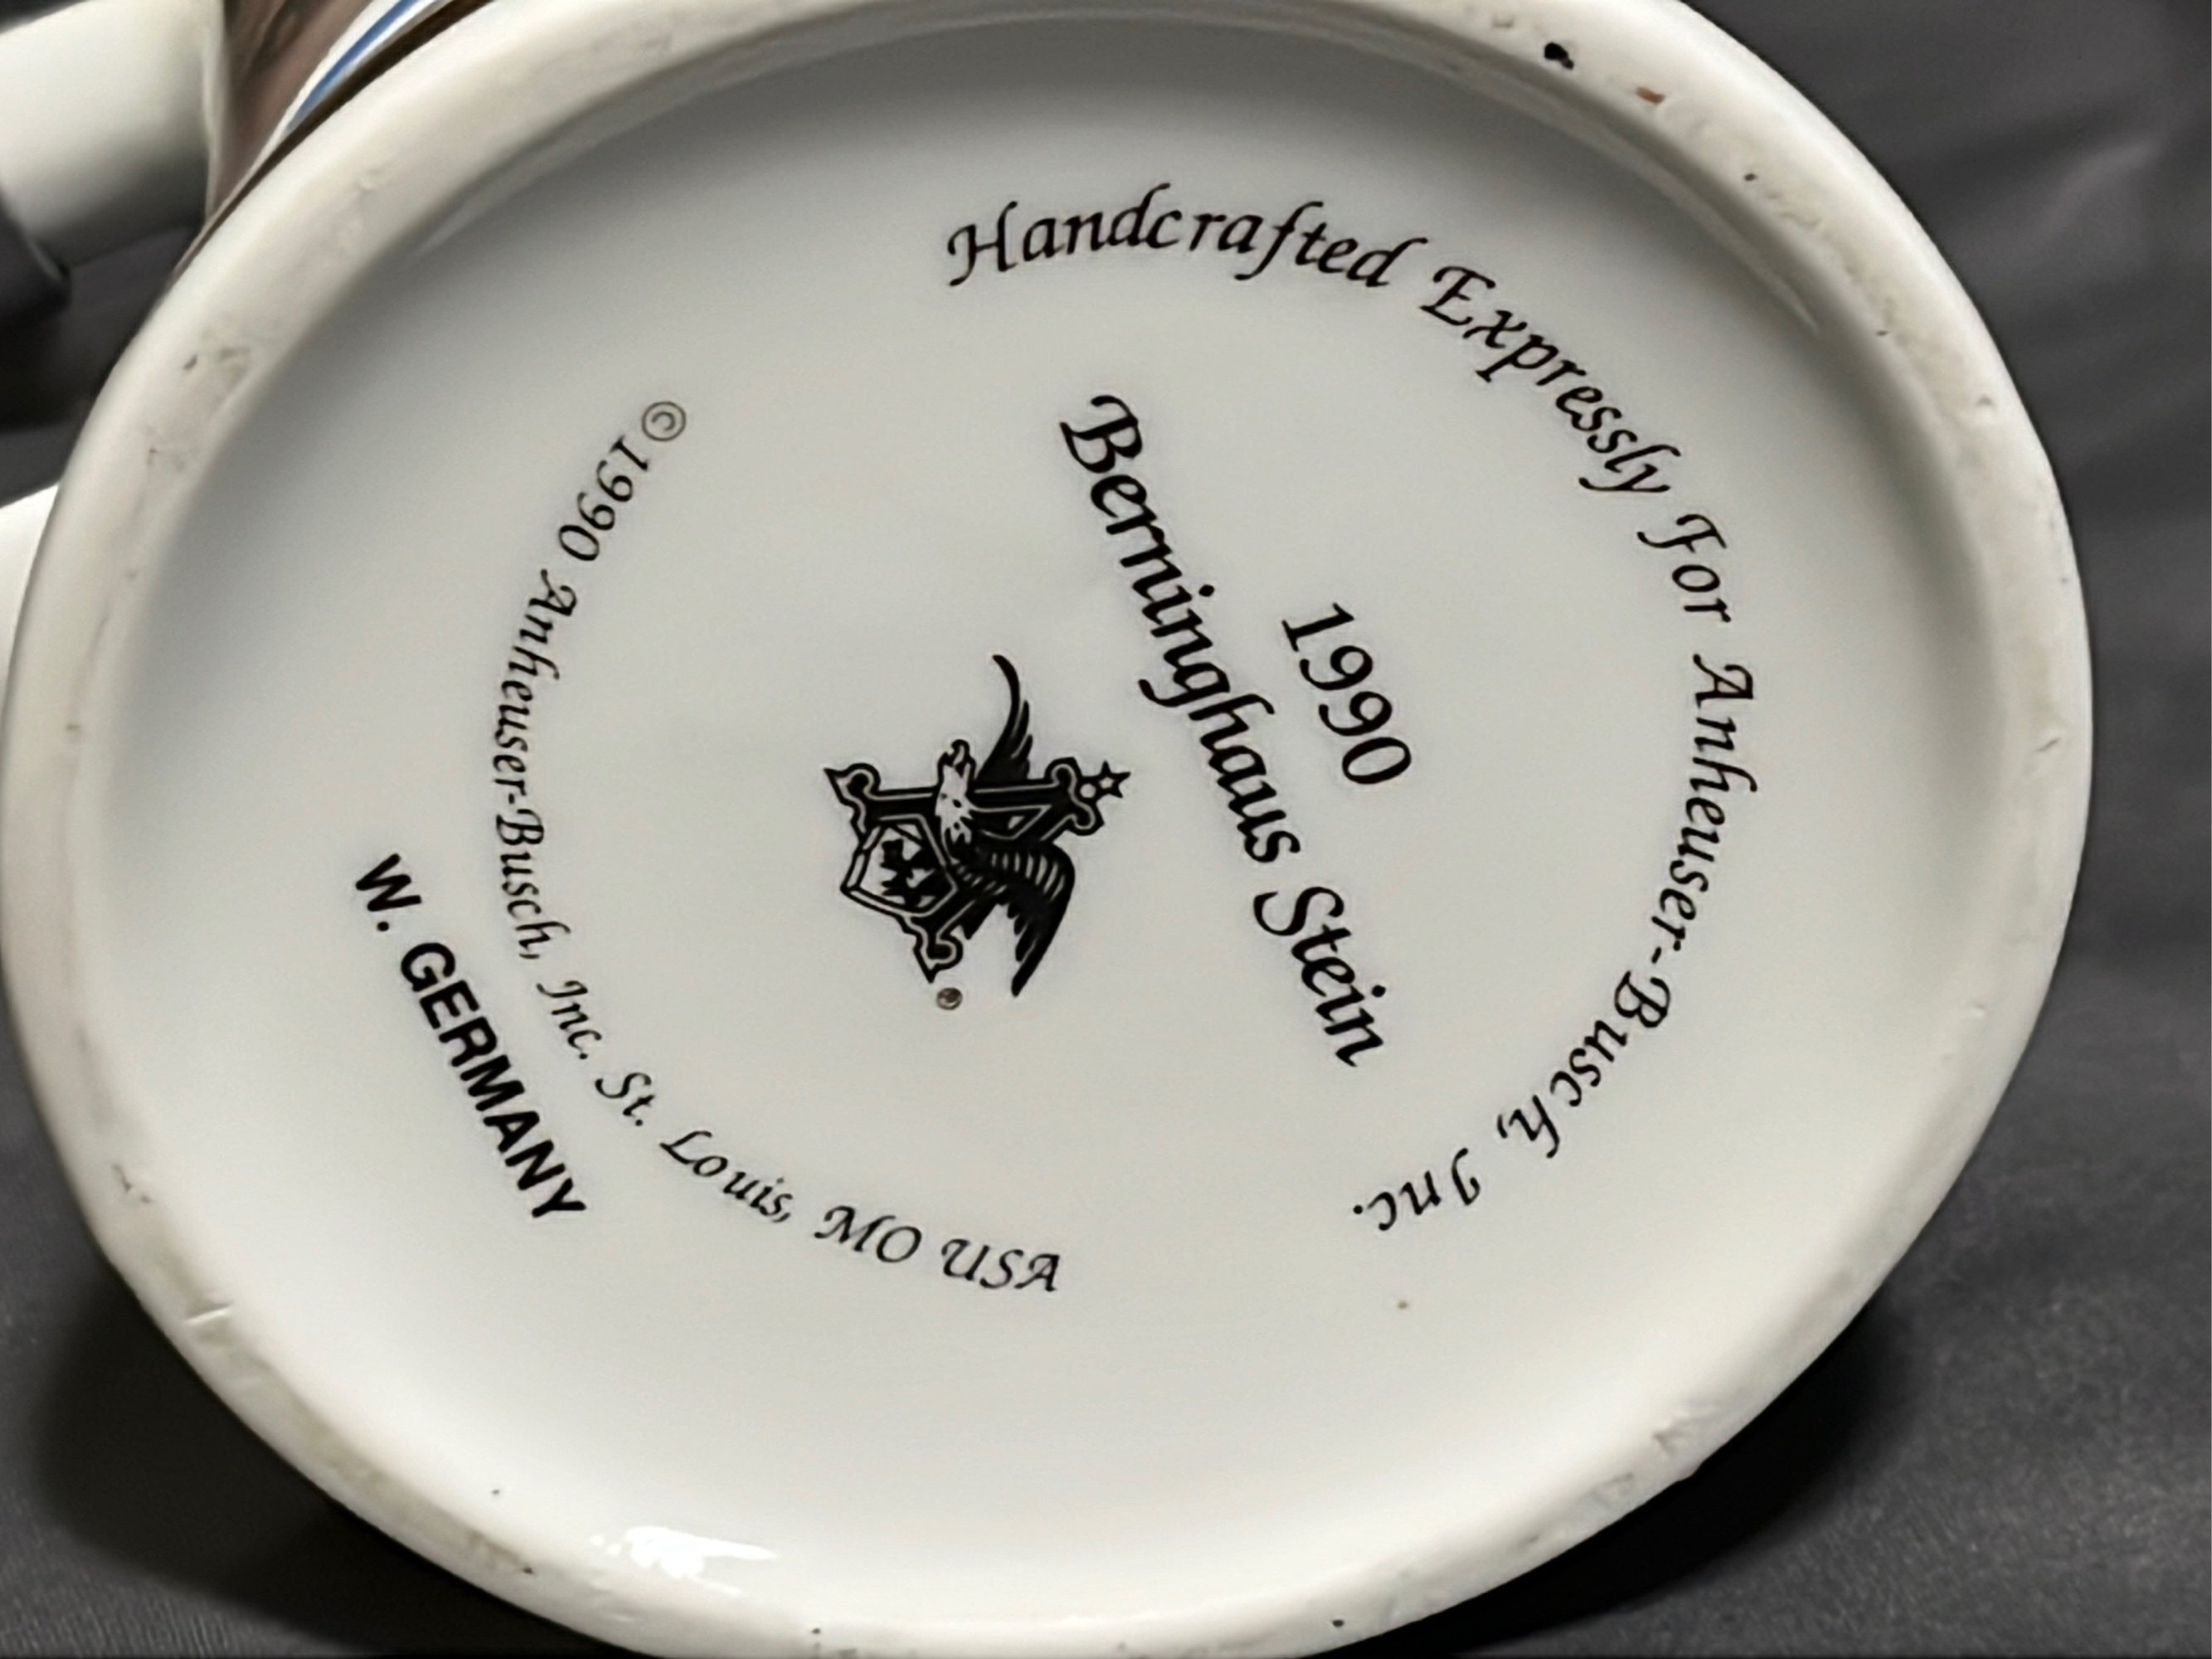 Handcrafted Expressly For Anheuser-Busch, Inc.
1990
Berninghaus Stein
®
©1990 Anheuser-Busch, Inc. St. Louis, MO USA
W. GERMANY